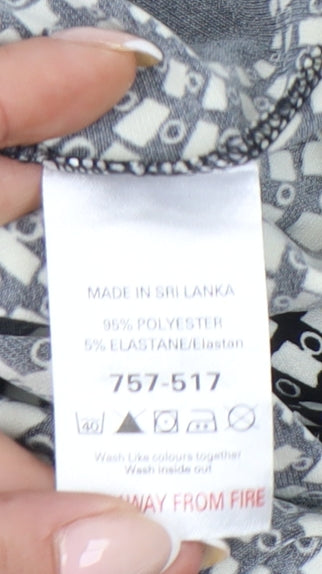 MADE IN SRI LANKA
95% POLYESTER
5% ELASTANE/Elastan
757-517
40
Wash Like colours together
Wash inside out
AWAY FROM FIRE